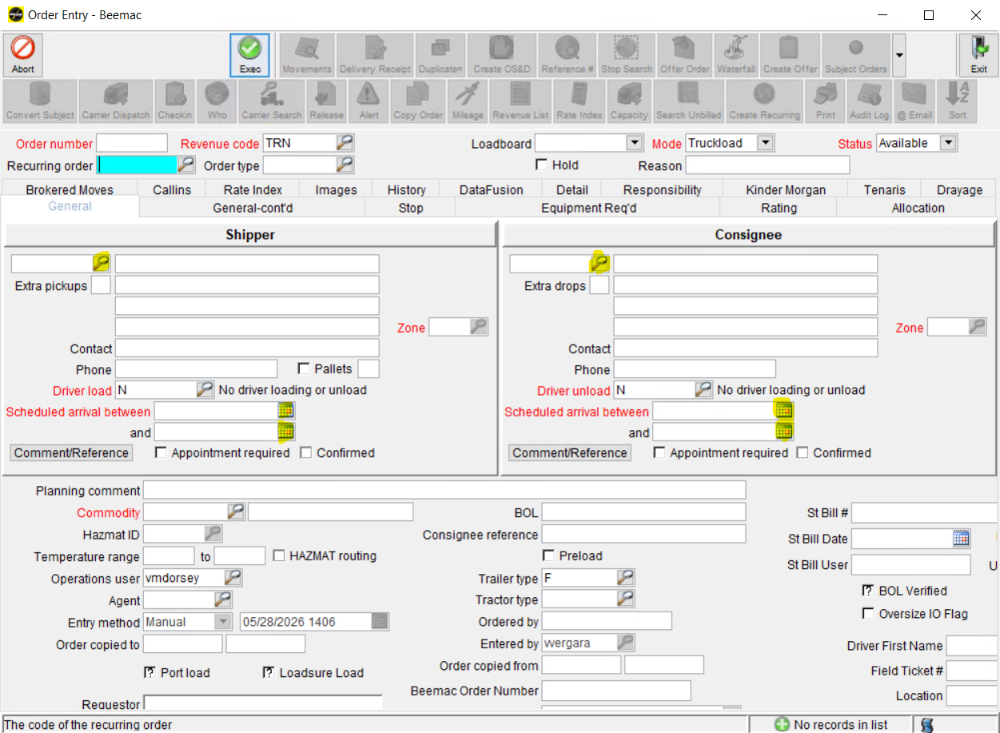 Order Entry - Beemac
Abort Exec Movements Delivery Receipt Duplicate= Create OS&D Reference # Stop Search Offer Order Waterfall Create Offer Subject Orders Exit
Convert Subject Carrier Dispatch Checkin Who Carrier Search Release Alert Copy Order Mileage Revenue List Rate Index Capacity Search Unbilled Create Recurring Print Audit Log @ Email Sort
Order number Revenue code TRN Loadboard Mode Truckload Status Available
Recurring order Order type Hold Reason
Brokered Moves Callins Rate Index Images History DataFusion Detail Responsibility Kinder Morgan Tenaris Drayage
General General-cont'd Stop Equipment Req'd Rating Allocation
Shipper Consignee
Extra pickups Extra drops
Zone Zone
Contact Contact
Phone Pallets Phone
Driver load N No driver loading or unload Driver unload N No driver loading or unload
Scheduled arrival between Scheduled arrival between
and and
Comment/Reference Appointment required Confirmed Comment/Reference Appointment required Confirmed
Planning comment
Commodity BOL St Bill #
Hazmat ID Consignee reference St Bill Date
Temperature range to HAZMAT routing Preload St Bill User U
Operations user vmdorsey Trailer type F BOL Verified
Agent Tractor type Oversize IO Flag
Entry method Manual 05/28/2026 1406 Ordered by
Order copied to Entered by vvergara Driver First Name
Port load Loadsure Load Order copied from Field Ticket #
Requestor Beemac Order Number Location
The code of the recurring order No records in list